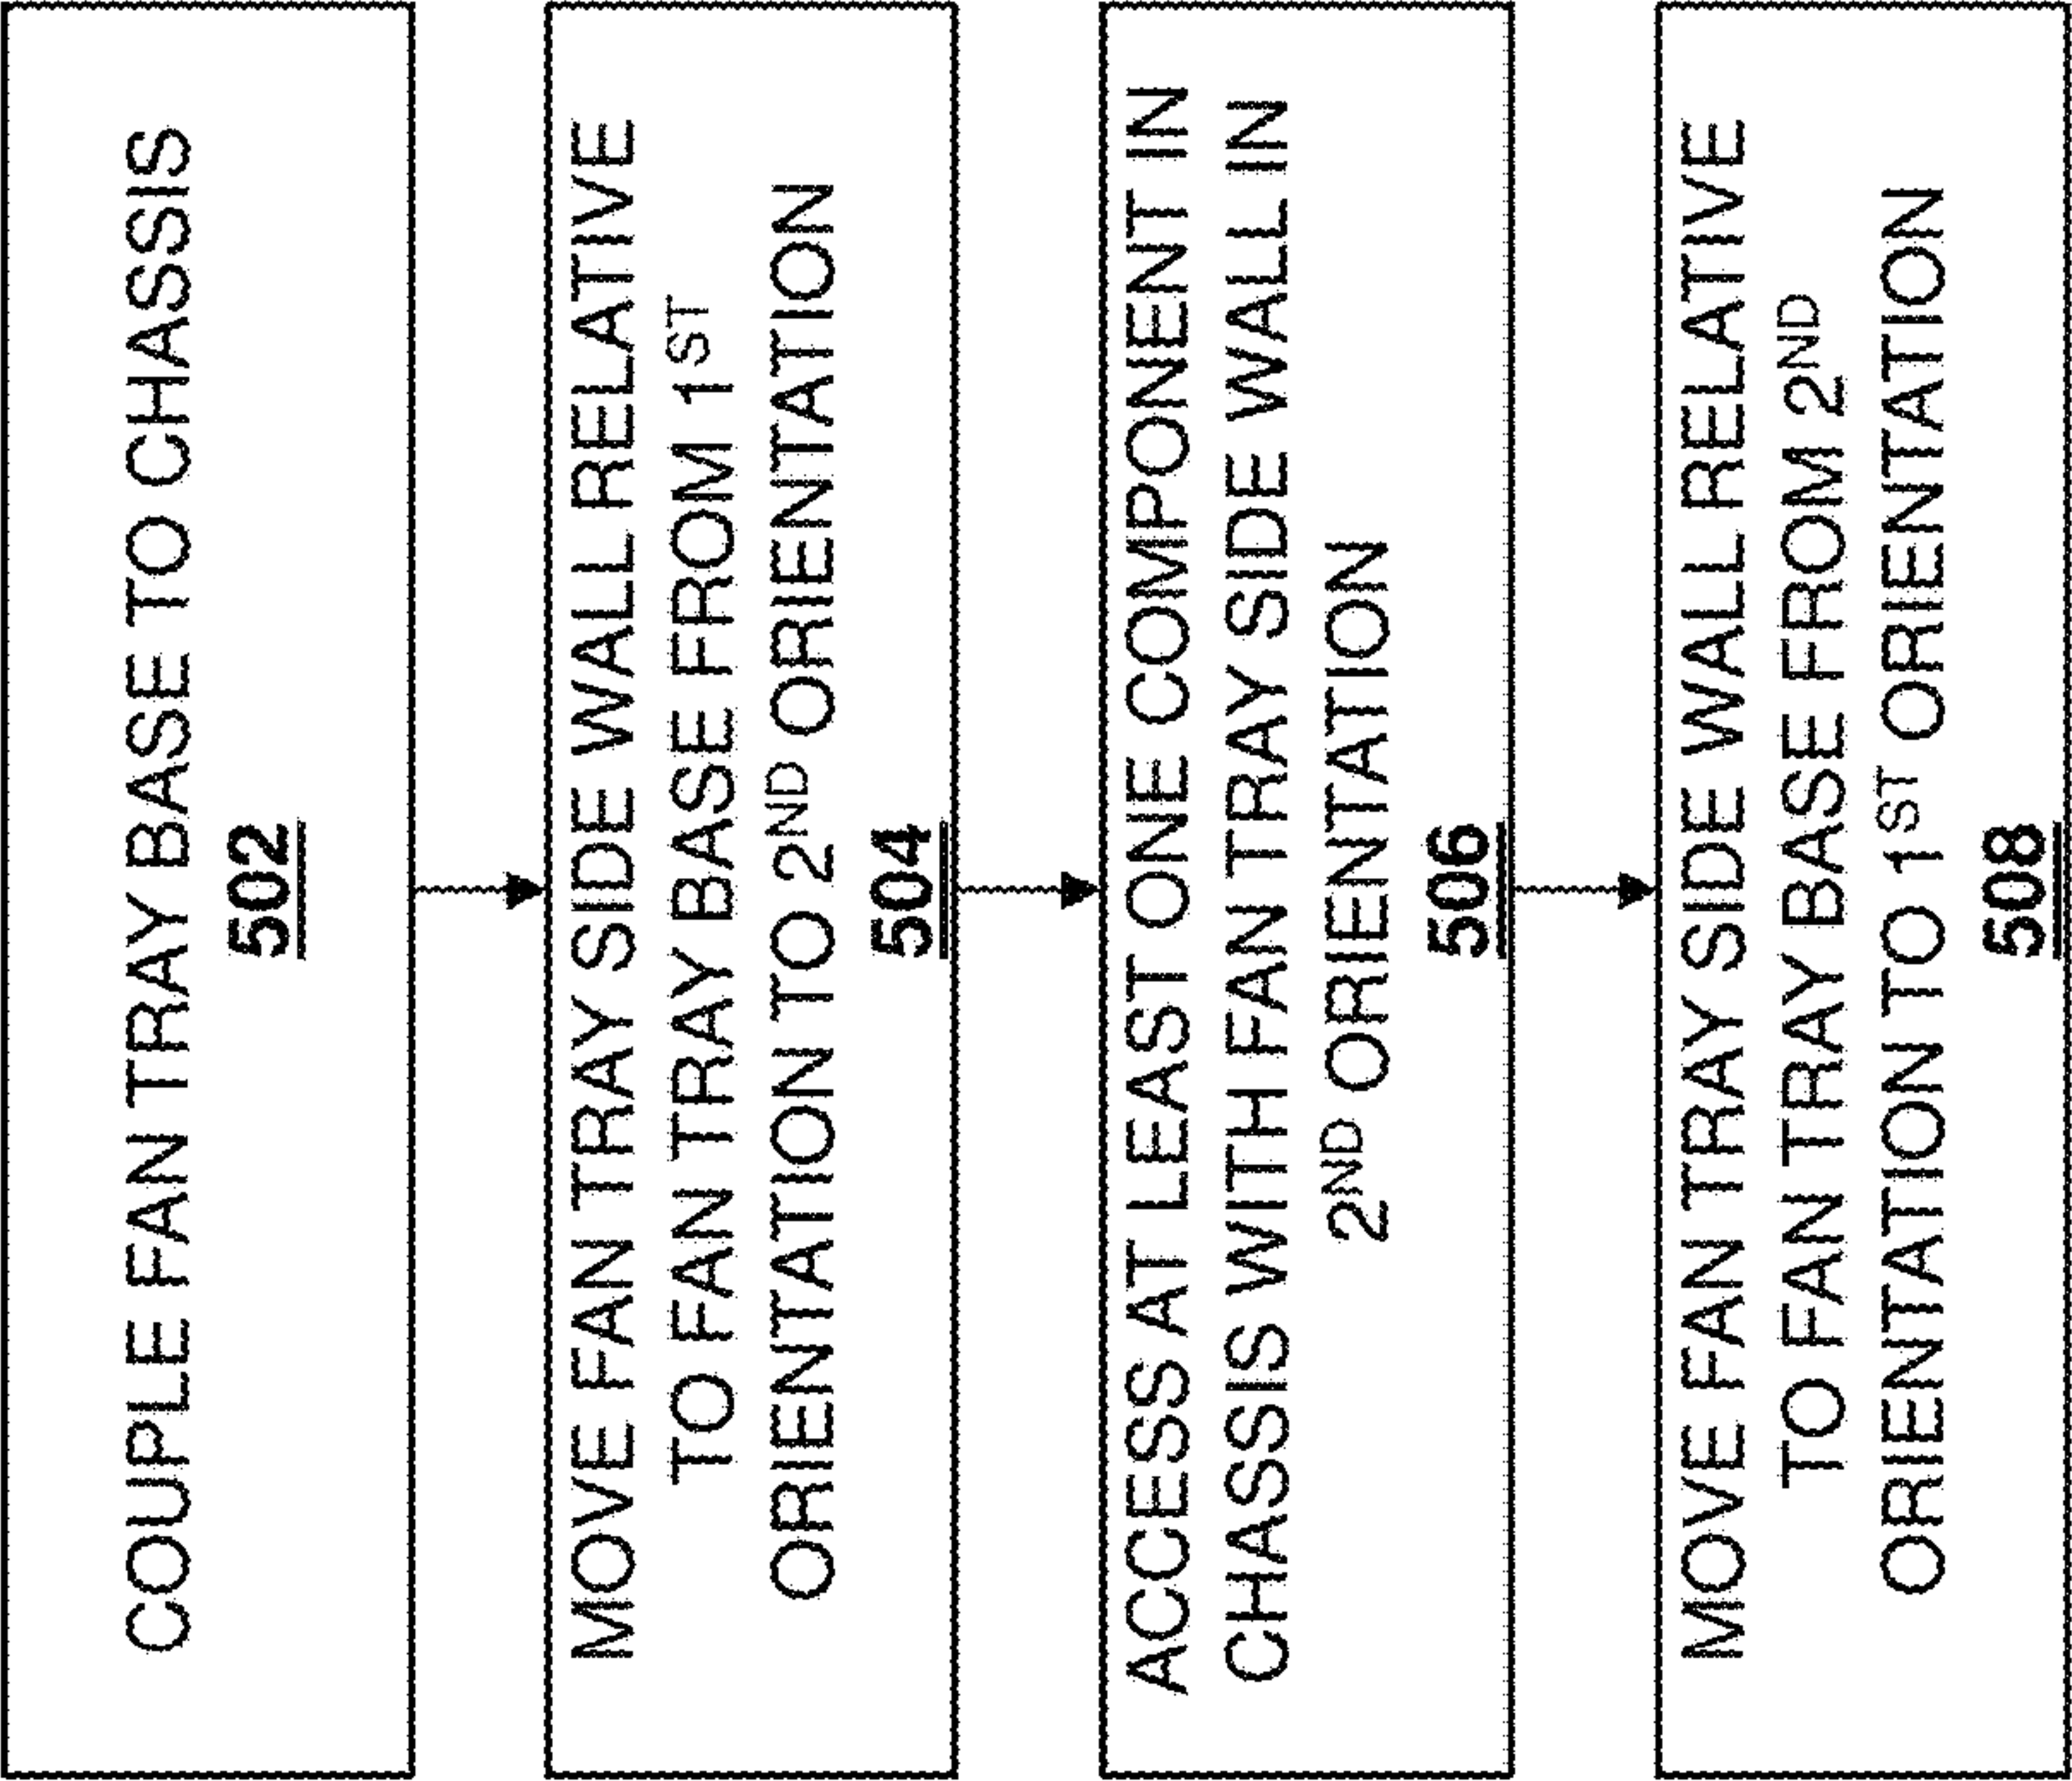 COUPLE FAN TRAY BASE TO CHASSIS
502
MOVE FAN TRAY SIDE WALL RELATIVE
TO FAN TRAY BASE FROM 1ST
ORIENTATION TO 2ND ORIENTATION
504
ACCESS AT LEAST ONE COMPONENT IN
CHASSIS WITH FAN TRAY SIDE WALL IN
2ND ORIENTATION
506
MOVE FAN TRAY SIDE WALL RELATIVE
TO FAN TRAY BASE FROM 2ND
ORIENTATION TO 1ST ORIENTATION
508